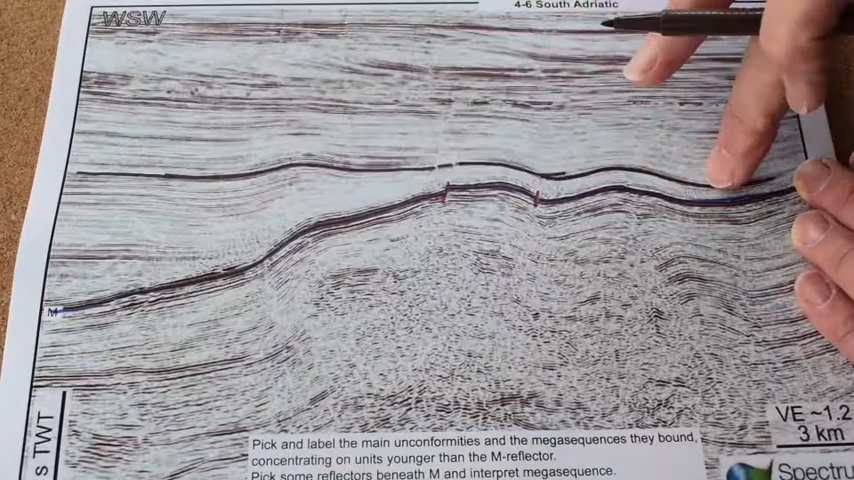 4-6 South Adriatic
WSW
M
s TWT
Pick and Label the main unconformities and the megasequences they bound,
concentrating on units younger than the M-reflector.
Pick some reflectors beneath M and interpret megasequence.
VE ~1.2
3 km
Spectru